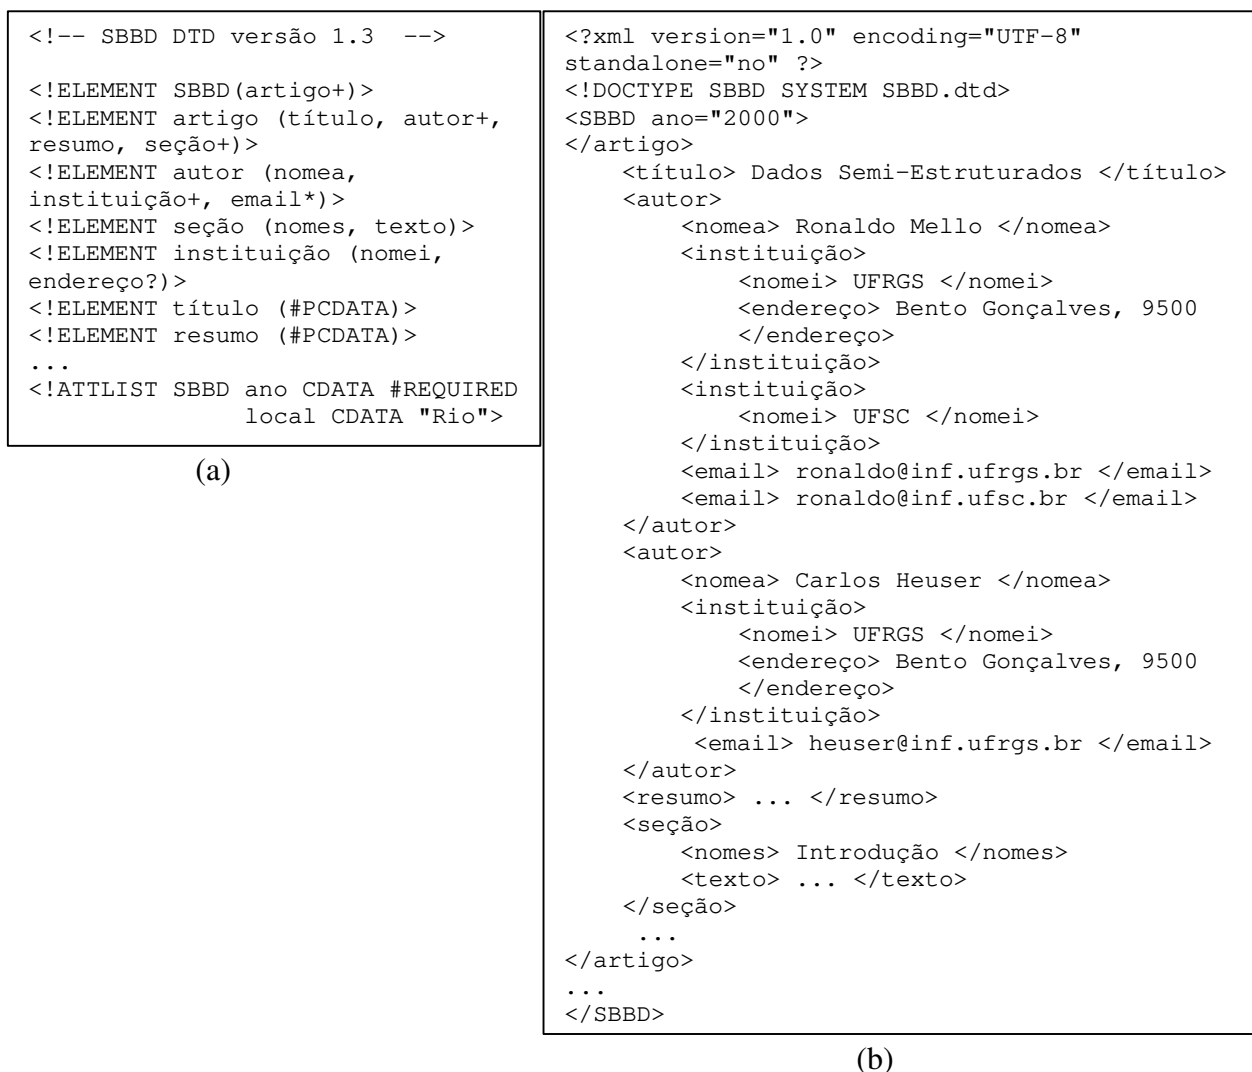 <!-- SBBD DTD versão 1.3  -->
<!ELEMENT SBBD(artigo+)>
<!ELEMENT artigo (título, autor+,
resumo, seção+)>
<!ELEMENT autor (nomea,
instituição+, email*)>
<!ELEMENT seção (nomes, texto)>
<!ELEMENT instituição (nomei,
endereço?)>
<!ELEMENT título (#PCDATA)>
<!ELEMENT resumo (#PCDATA)>
...
<!ATTLIST SBBD ano CDATA #REQUIRED
local CDATA "Rio">
(a)
<?xml version="1.0" encoding="UTF-8"
standalone="no" ?>
<!DOCTYPE SBBD SYSTEM SBBD.dtd>
<SBBD ano="2000">
</artigo>
<título> Dados Semi-Estruturados </título>
<autor>
<nomea> Ronaldo Mello </nomea>
<instituição>
<nomei> UFRGS </nomei>
<endereço> Bento Gonçalves, 9500
</endereço>
</instituição>
<instituição>
<nomei> UFSC </nomei>
</instituição>
<email> ronaldo@inf.ufrgs.br </email>
<email> ronaldo@inf.ufsc.br </email>
</autor>
<autor>
<nomea> Carlos Heuser </nomea>
<instituição>
<nomei> UFRGS </nomei>
<endereço> Bento Gonçalves, 9500
</endereço>
</instituição>
<email> heuser@inf.ufrgs.br </email>
</autor>
<resumo> ... </resumo>
<seção>
<nomes> Introdução </nomes>
<texto> ... </texto>
</seção>
...
</artigo>
...
</SBBD>
(b)